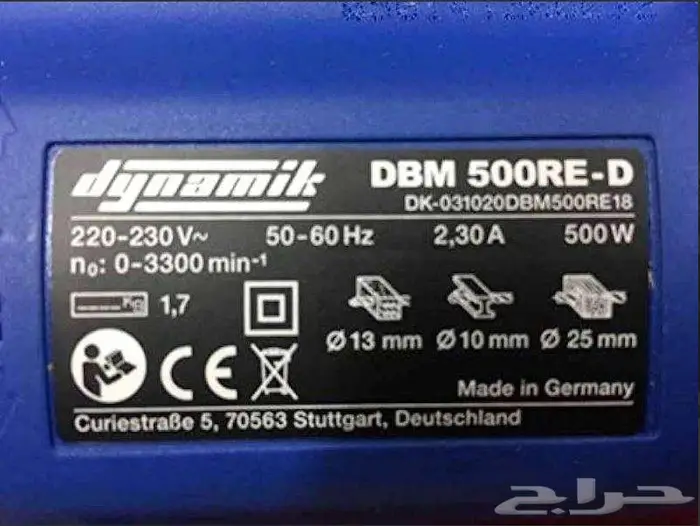 dynamik DBM 500RE-D
DK-031020DBM500RE18
220-230 V~ 50-60 Hz 2,30 A 500 W
n₀: 0-3300 min⁻¹
KG 1,7
Ø 13 mm Ø 10 mm Ø 25 mm
CE
Made in Germany
Curiestraße 5, 70563 Stuttgart, Deutschland
حراج